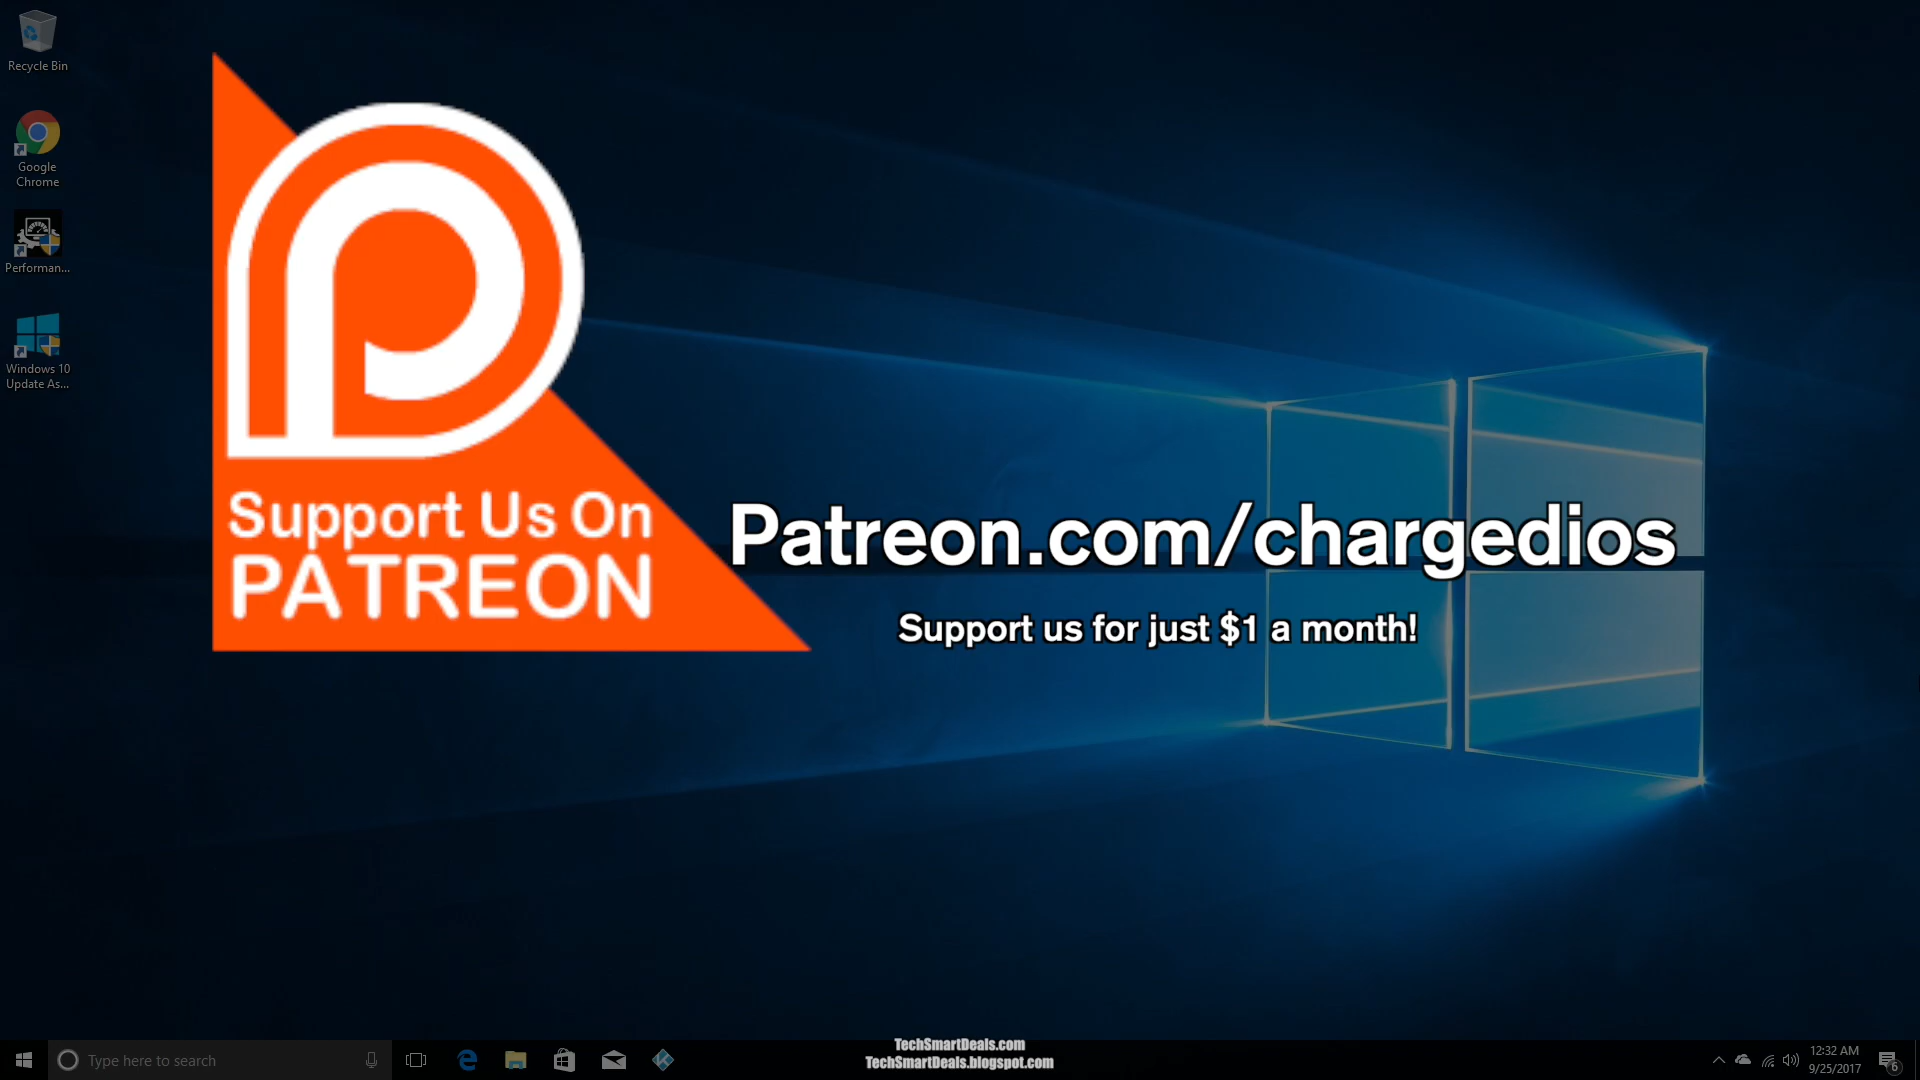 Recycle Bin
Google
Chrome
Performan...
Windows 10
Update As...
Support Us On
PATREON
Patreon.com/chargedios
Support us for just $1 a month!
Type here to search
TechSmartDeals.com
TechSmartDeals.blogspot.com
12:32 AM
9/25/2017
6